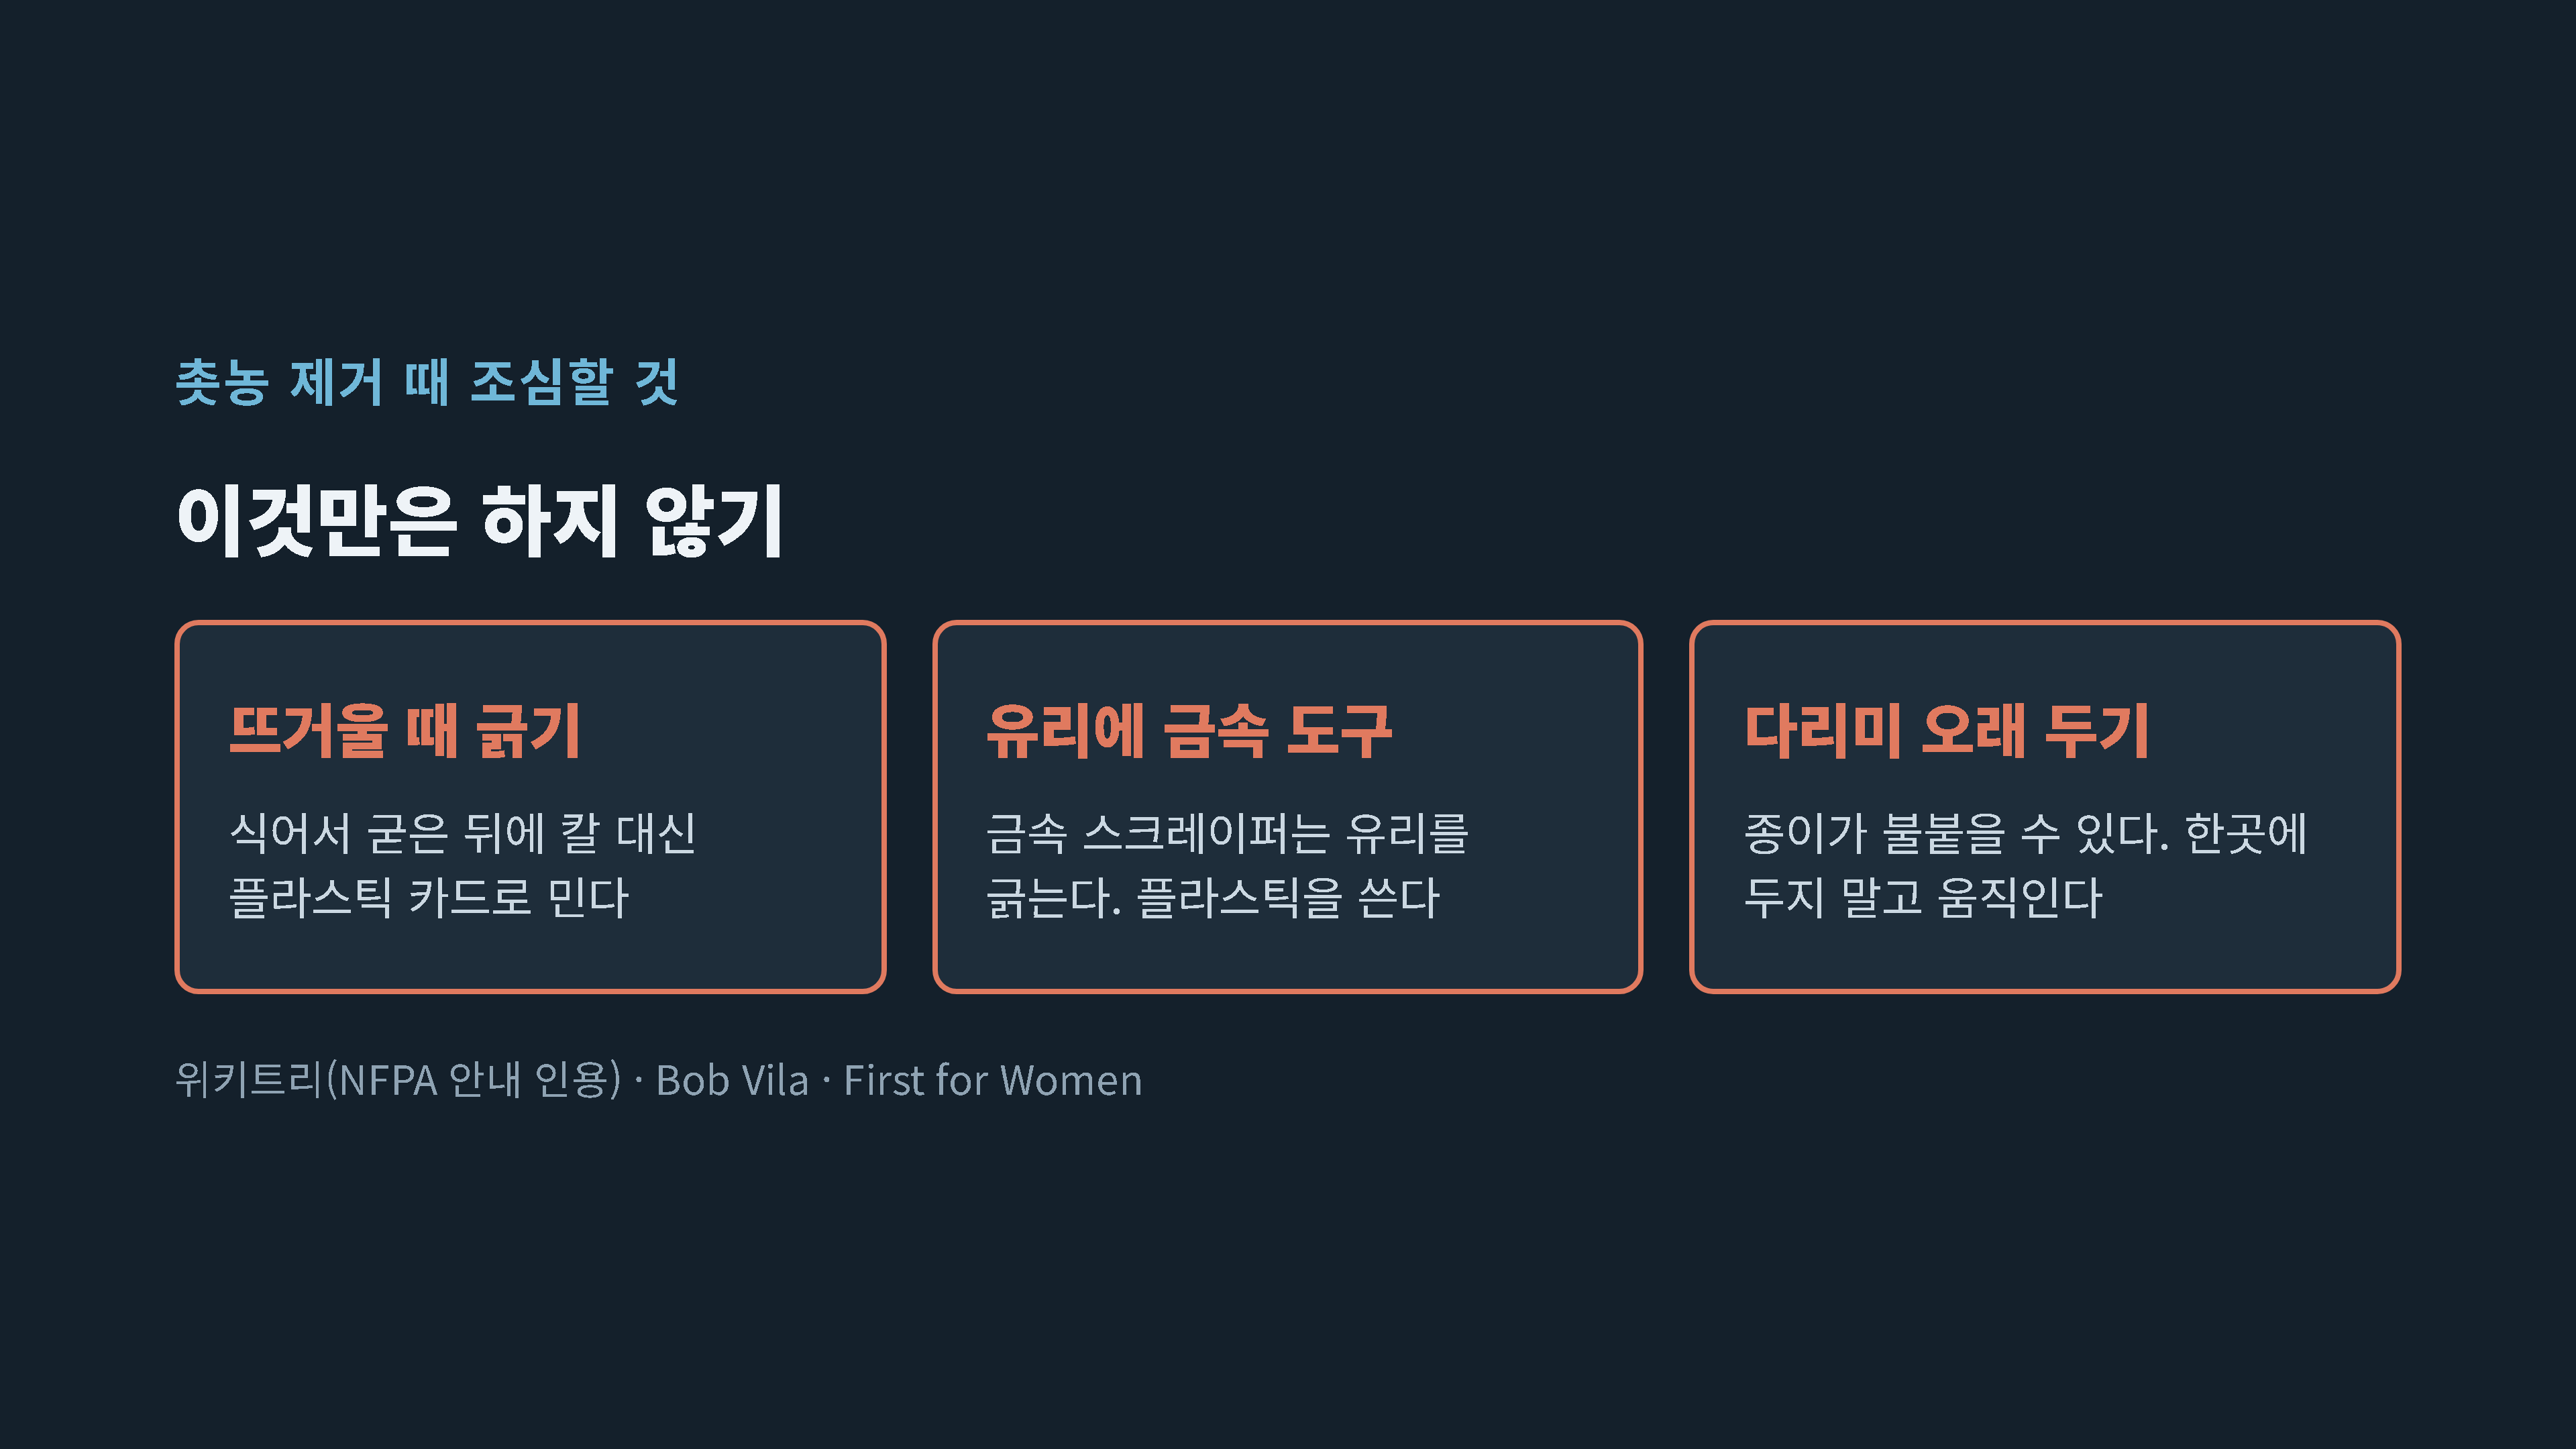 촛농 제거 때 조심할 것
이것만은 하지 않기
뜨거울 때 긁기
식어서 굳은 뒤에 칼 대신
플라스틱 카드로 민다
유리에 금속 도구
금속 스크레이퍼는 유리를
긁는다. 플라스틱을 쓴다
다리미 오래 두기
종이가 불붙을 수 있다. 한곳에
두지 말고 움직인다
위키트리(NFPA 안내 인용) · Bob Vila · First for Women